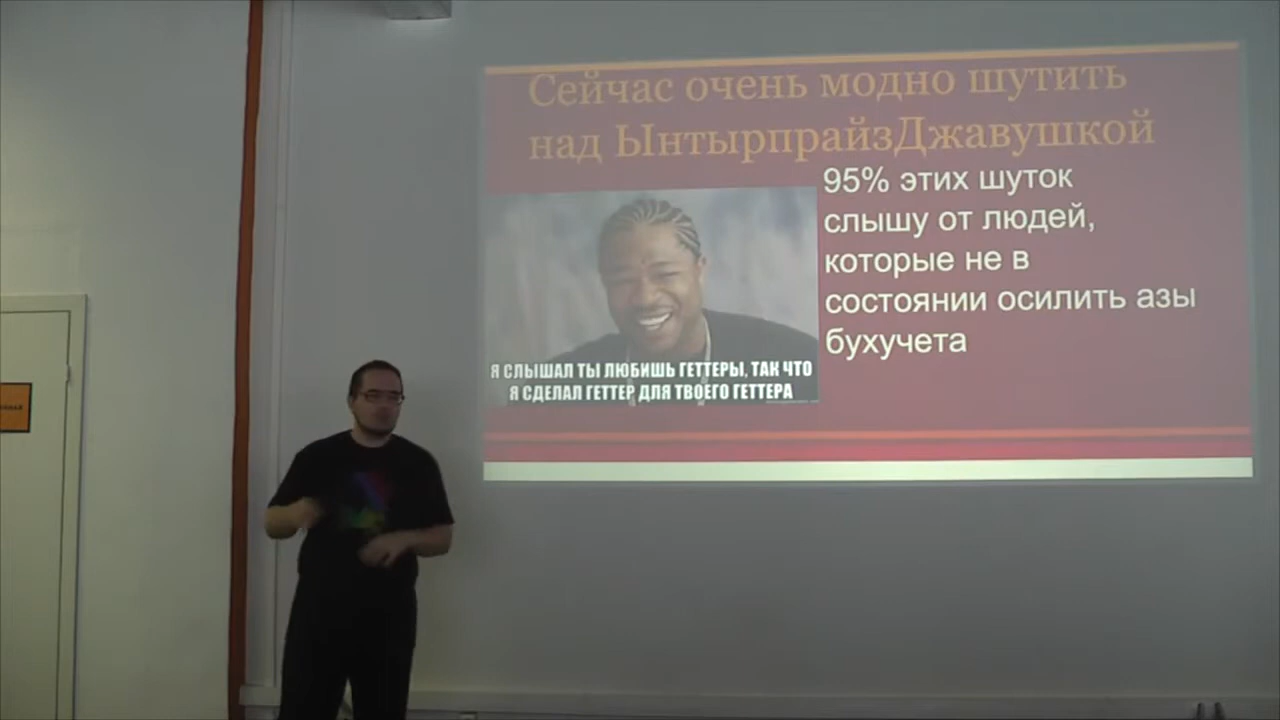 Сейчас очень модно шутить
над ЫнтырпрайзДжавушкой
95% этих шуток
слышу от людей,
которые не в
состоянии осилить азы
бухучета
Я СЛЫШАЛ ТЫ ЛЮБИШЬ ГЕТТЕРЫ, ТАК ЧТО
Я СДЕЛАЛ ГЕТТЕР ДЛЯ ТВОЕГО ГЕТТЕРА